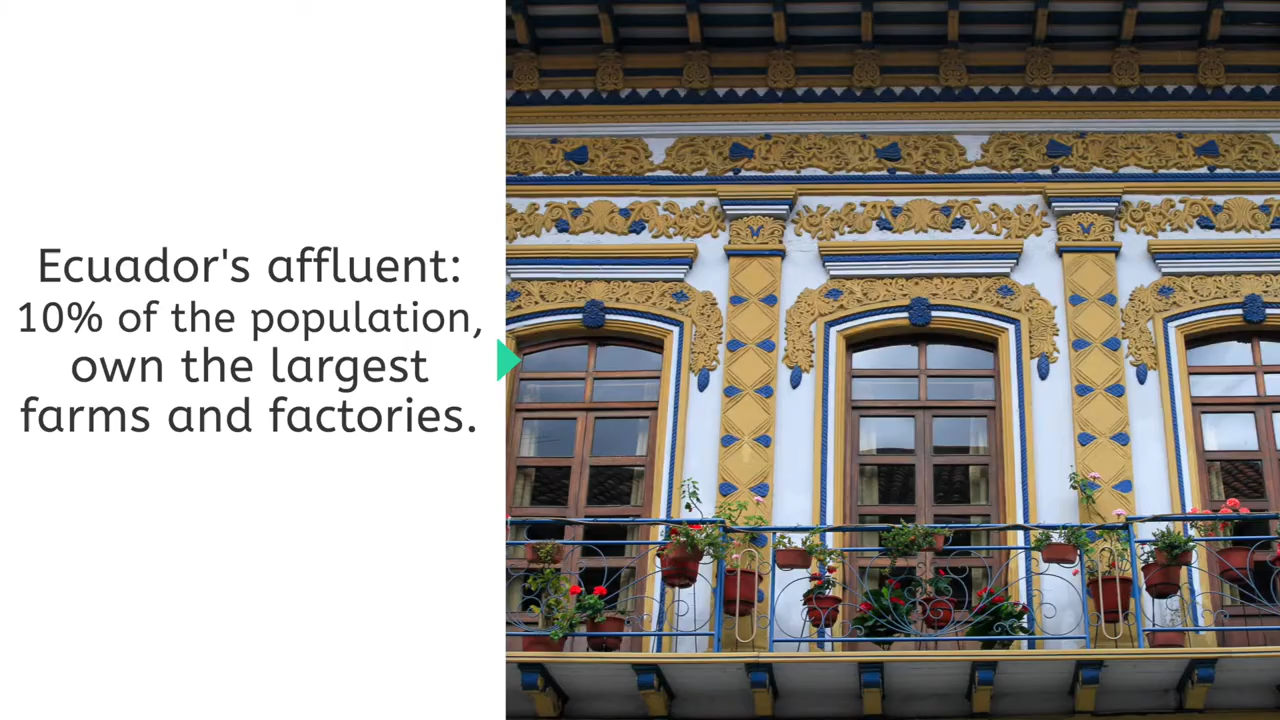 Ecuador's affluent:
10% of the population,
own the largest
farms and factories.